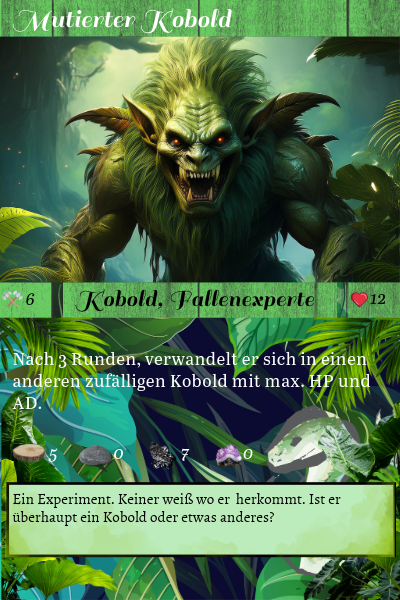 Mutierter Kobold
6
Kobold, Fallenexperte
12
Nach 3 Runden, verwandelt er sich in einen
anderen zufälligen Kobold mit max. HP und
AD.
5 0 7 0
Ein Experiment. Keiner weiß wo er herkommt. Ist er
überhaupt ein Kobold oder etwas anderes?